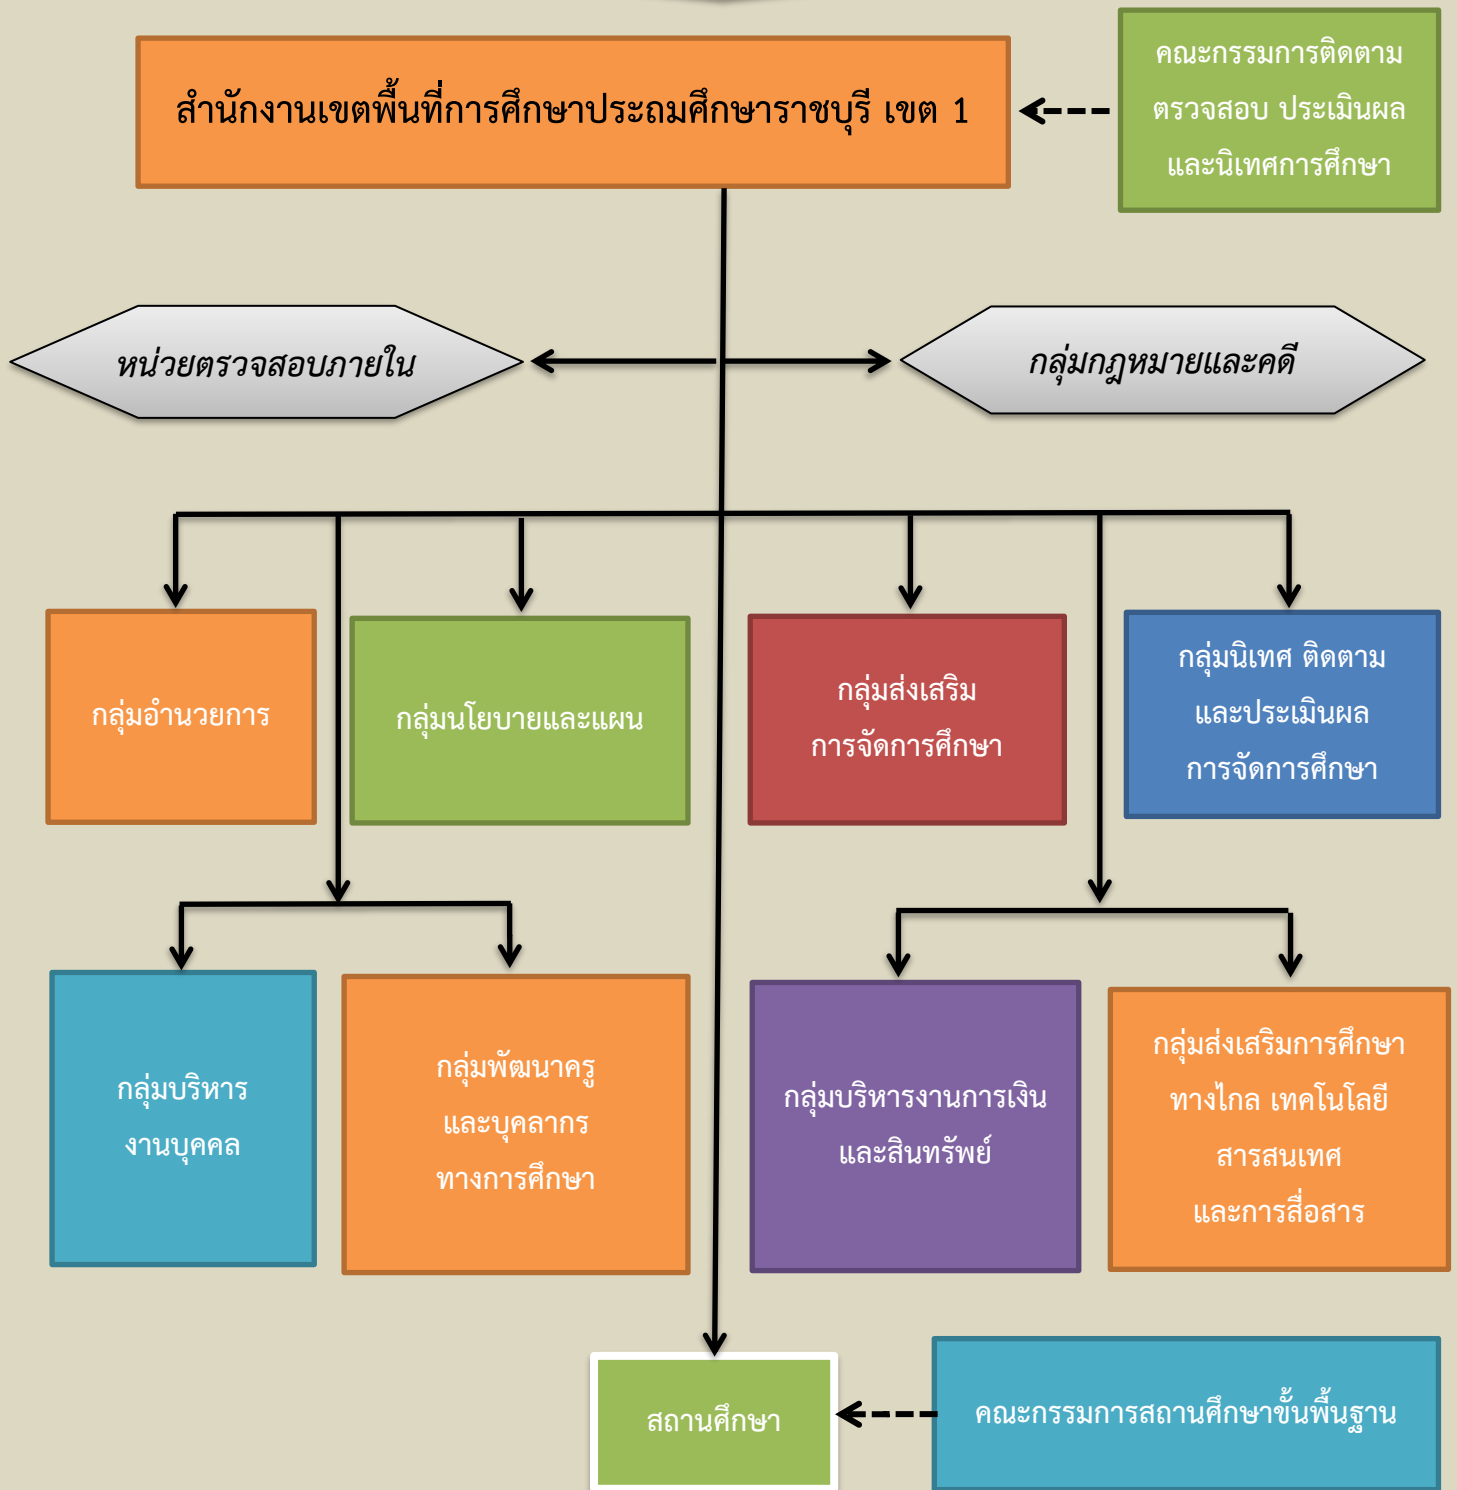 สำนักงานเขตพื้นที่การศึกษาประถมศึกษาราชบุรี เขต 1
คณะกรรมการติดตาม
ตรวจสอบ ประเมินผล
และนิเทศการศึกษา
หน่วยตรวจสอบภายใน
กลุ่มกฎหมายและคดี
กลุ่มอำนวยการ
กลุ่มนโยบายและแผน
กลุ่มส่งเสริม
การจัดการศึกษา
กลุ่มนิเทศ ติดตาม
และประเมินผล
การจัดการศึกษา
กลุ่มบริหาร
งานบุคคล
กลุ่มพัฒนาครู
และบุคลากร
ทางการศึกษา
กลุ่มบริหารงานการเงิน
และสินทรัพย์
กลุ่มส่งเสริมการศึกษา
ทางไกล เทคโนโลยี
สารสนเทศ
และการสื่อสาร
สถานศึกษา
คณะกรรมการสถานศึกษาขั้นพื้นฐาน